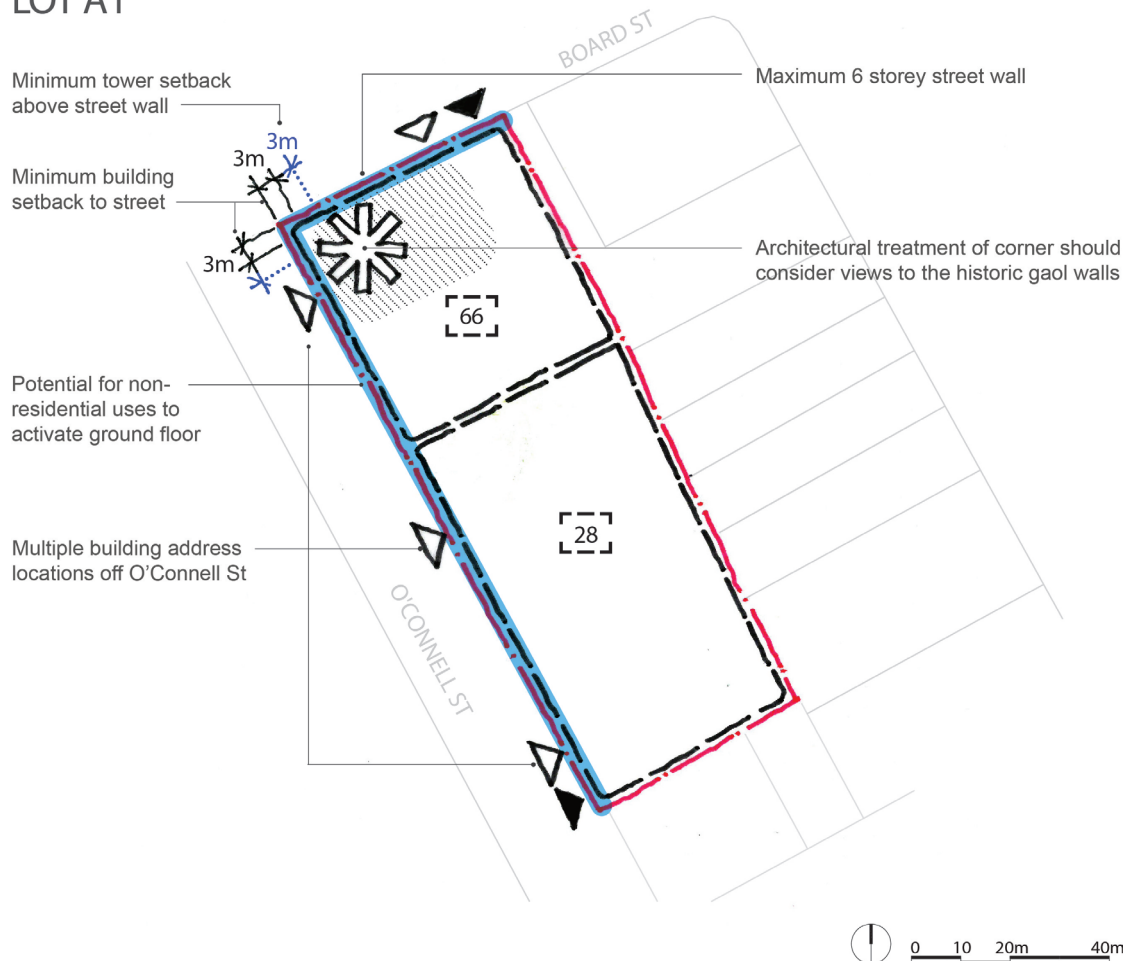 LOT A1
BOARD ST
Minimum tower setback
above street wall
Maximum 6 storey street wall
3m
3m
Minimum building
setback to street
3m
Architectural treatment of corner should
consider views to the historic gaol walls
66
Potential for non-
residential uses to
activate ground floor
28
Multiple building address
locations off O'Connell St
O'CONNELL ST
0 10 20m 40m